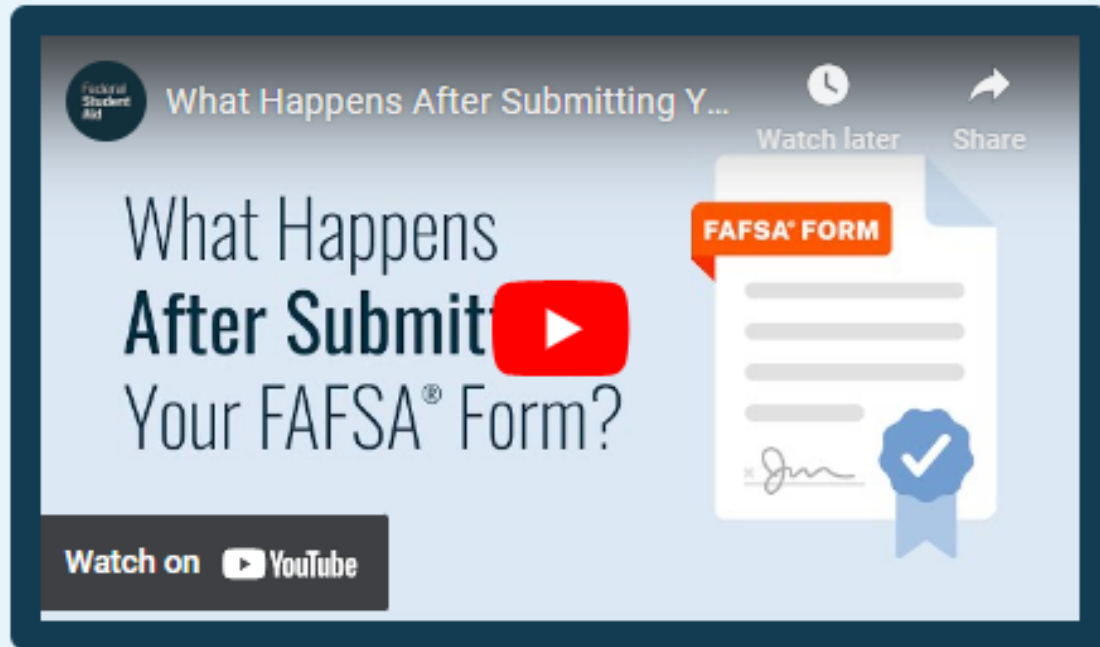 Federal
Student
Aid
What Happens After Submitting Y...
Watch later
Share
What Happens
After Submit
Your FAFSA® Form?
FAFSA® FORM
x
Watch on YouTube